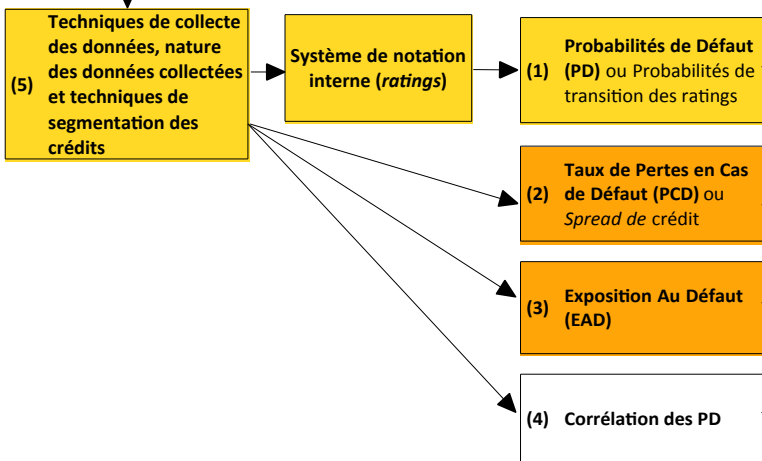 Techniques de collecte
des données, nature
des données collectées
(5) et techniques de
segmentation des
crédits
Système de notation
interne (ratings)
Probabilités de Défaut
(1) (PD) ou Probabilités de
transition des ratings
Taux de Pertes en Cas
(2) de Défaut (PCD) ou
Spread de crédit
(3) Exposition Au Défaut
(EAD)
(4) Corrélation des PD